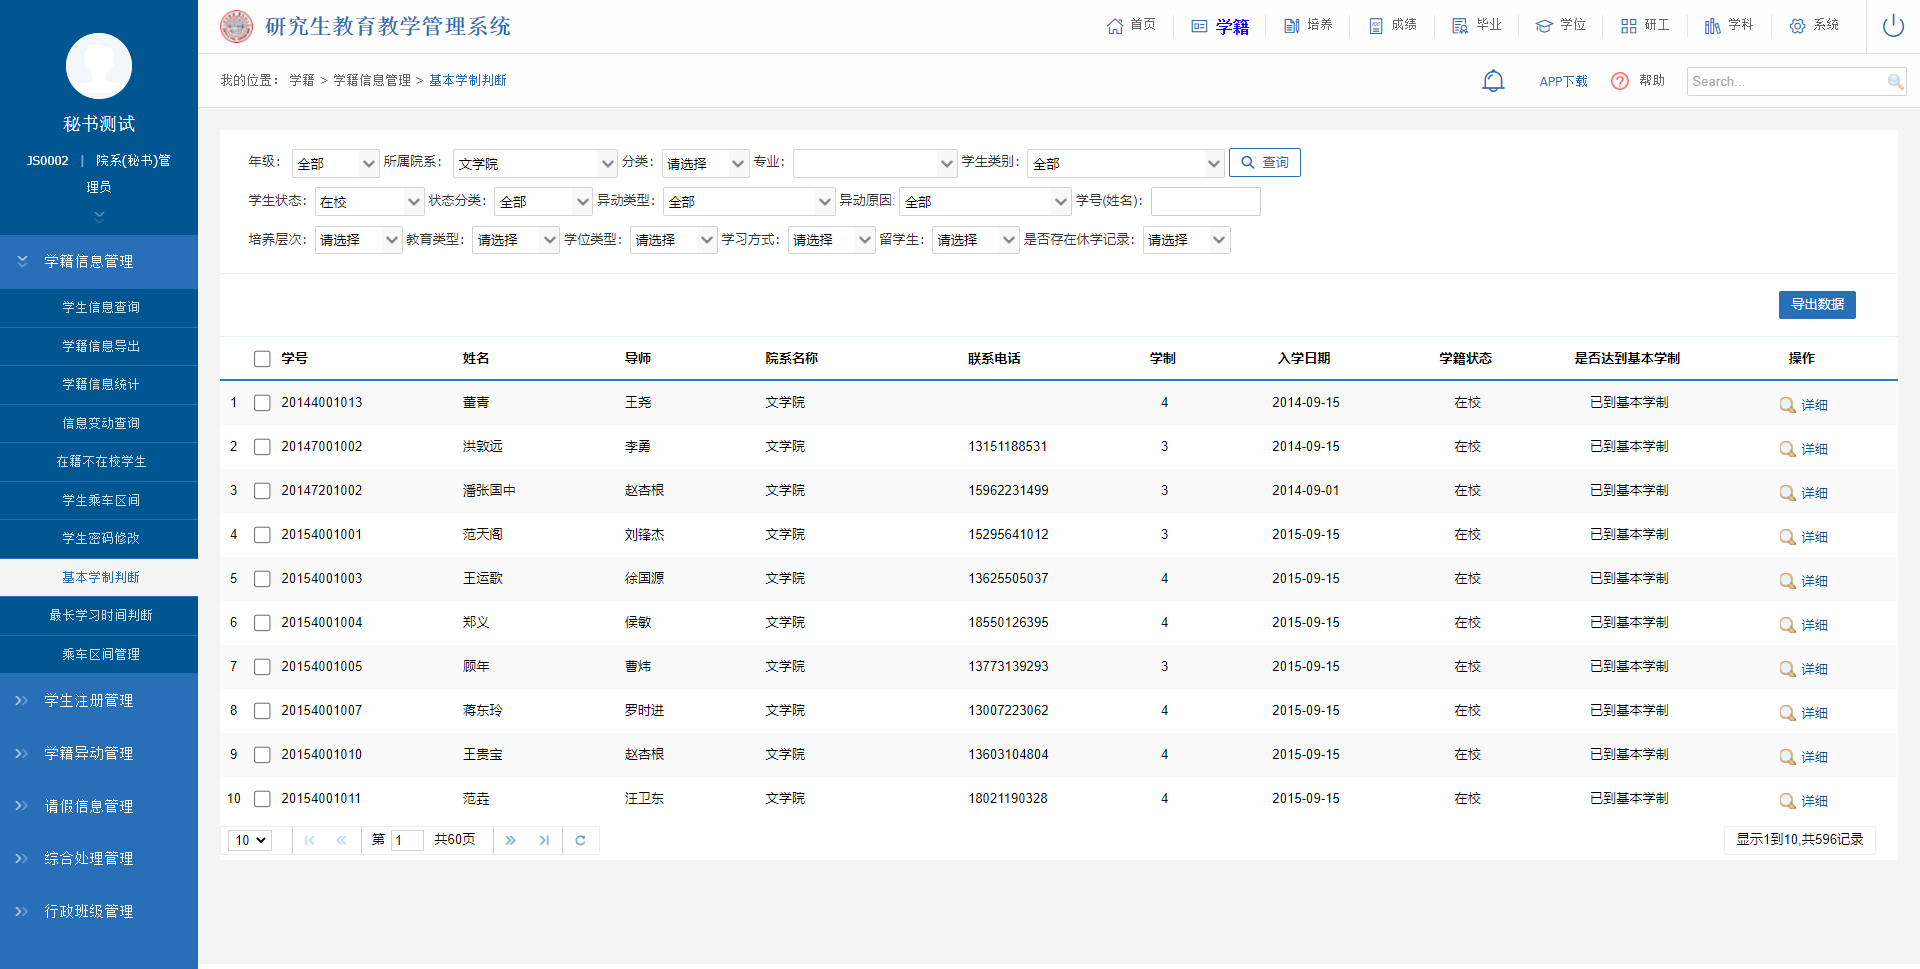 研究生教育教学管理系统
首页 学籍 培养 成绩 毕业 学位 研工 学科 系统
我的位置： 学籍 > 学籍信息管理 > 基本学制判断
APP下载 帮助 Search...
秘书测试
JS0002 | 院系(秘书)管
理员
学籍信息管理
学生信息查询
学籍信息导出
学籍信息统计
信息变动查询
在籍不在校学生
学生乘车区间
学生密码修改
基本学制判断
最长学习时间判断
乘车区间管理
学生注册管理
学籍异动管理
请假信息管理
综合处理管理
行政班级管理
年级： 全部 所属院系： 文学院 分类： 请选择 专业： 学生类别： 全部 查询
学生状态： 在校 状态分类： 全部 异动类型： 全部 异动原因: 全部 学号(姓名)：
培养层次： 请选择 教育类型： 请选择 学位类型： 请选择 学习方式： 请选择 留学生： 请选择 是否存在休学记录： 请选择
导出数据
学号 姓名 导师 院系名称 联系电话 学制 入学日期 学籍状态 是否达到基本学制 操作
1 20144001013 董青 王尧 文学院 4 2014-09-15 在校 已到基本学制 详细
2 20147001002 洪敦远 李勇 文学院 13151188531 3 2014-09-15 在校 已到基本学制 详细
3 20147201002 潘张国中 赵杏根 文学院 15962231499 3 2014-09-01 在校 已到基本学制 详细
4 20154001001 范天阁 刘锋杰 文学院 15295641012 3 2015-09-15 在校 已到基本学制 详细
5 20154001003 王运歌 徐国源 文学院 13625505037 4 2015-09-15 在校 已到基本学制 详细
6 20154001004 郑义 侯敏 文学院 18550126395 4 2015-09-15 在校 已到基本学制 详细
7 20154001005 顾年 曹炜 文学院 13773139293 3 2015-09-15 在校 已到基本学制 详细
8 20154001007 蒋东玲 罗时进 文学院 13007223062 4 2015-09-15 在校 已到基本学制 详细
9 20154001010 王贵宝 赵杏根 文学院 13603104804 4 2015-09-15 在校 已到基本学制 详细
10 20154001011 范垚 汪卫东 文学院 18021190328 4 2015-09-15 在校 已到基本学制 详细
10 第 1 共60页 显示1到10,共596记录